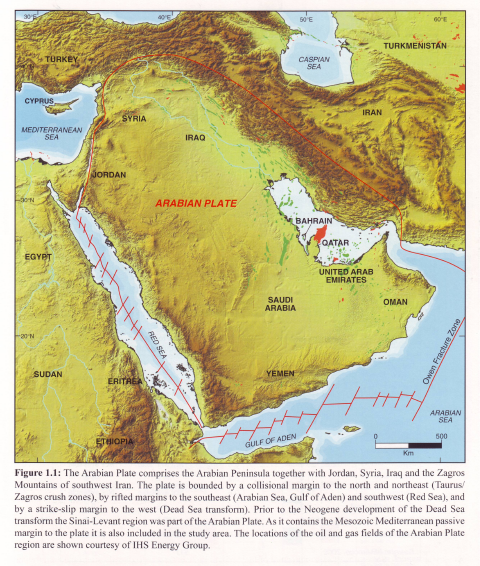 30°E
40°E
50°E
60°E
TURKMENISTAN
CASPIAN
SEA
TURKEY
CYPRUS
IRAN
SYRIA
MEDITERRANEAN
SEA
IRAQ
JORDAN
30°N
ARABIAN PLATE
BAHRAIN
QATAR
EGYPT
UNITED ARAB
EMIRATES
SAUDI
ARABIA
OMAN
20°N
RED SEA
Owen Fracture Zone
SUDAN
YEMEN
ERITREA
ARABIAN
SEA
ETHIOPIA
GULF OF ADEN
0 500
Km
Figure 1.1: The Arabian Plate comprises the Arabian Peninsula together with Jordan, Syria, Iraq and the Zagros
Mountains of southwest Iran. The plate is bounded by a collisional margin to the north and northeast (Taurus/
Zagros crush zones), by rifted margins to the southeast (Arabian Sea, Gulf of Aden) and southwest (Red Sea), and
by a strike-slip margin to the west (Dead Sea transform). Prior to the Neogene development of the Dead Sea
transform the Sinai-Levant region was part of the Arabian Plate. As it contains the Mesozoic Mediterranean passive
margin to the plate it is also included in the study area. The locations of the oil and gas fields of the Arabian Plate
region are shown courtesy of IHS Energy Group.